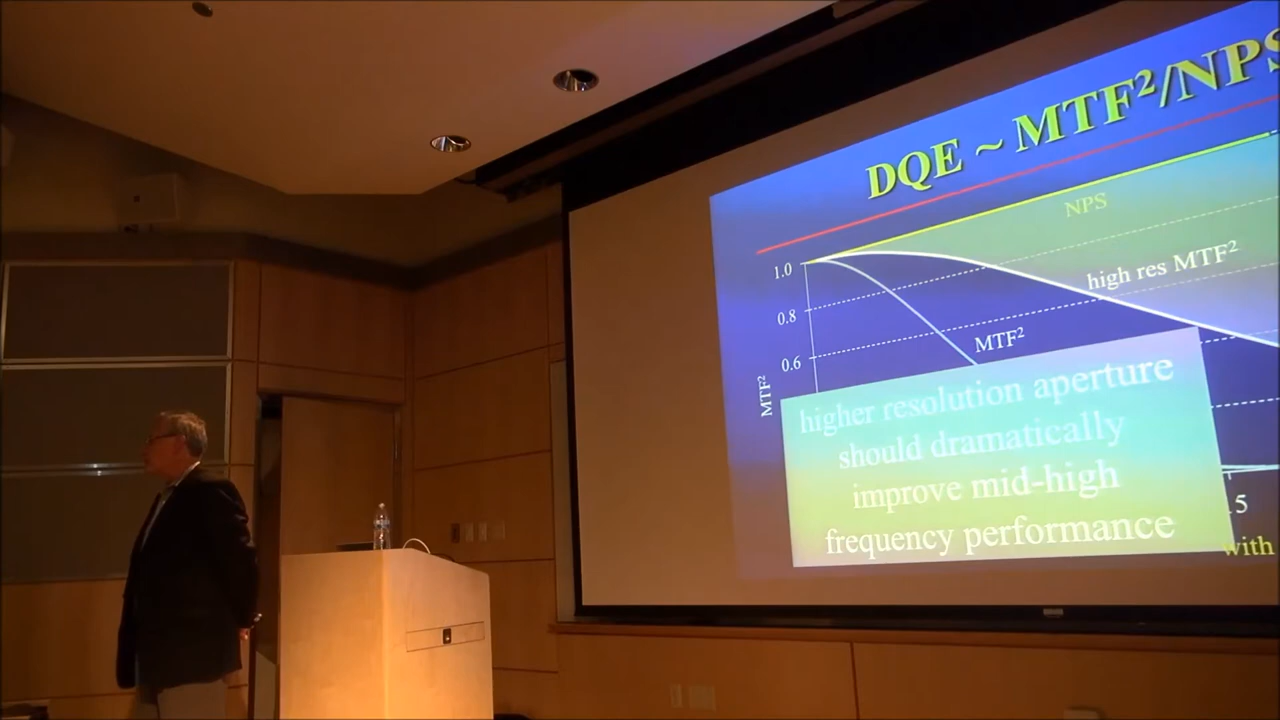 DQE ~ MTF²/NPS
NPS
1.0
high res MTF²
0.8
MTF²
0.6
MTF²
higher resolution aperture
should dramatically
improve mid-high
frequency performance
.5
with